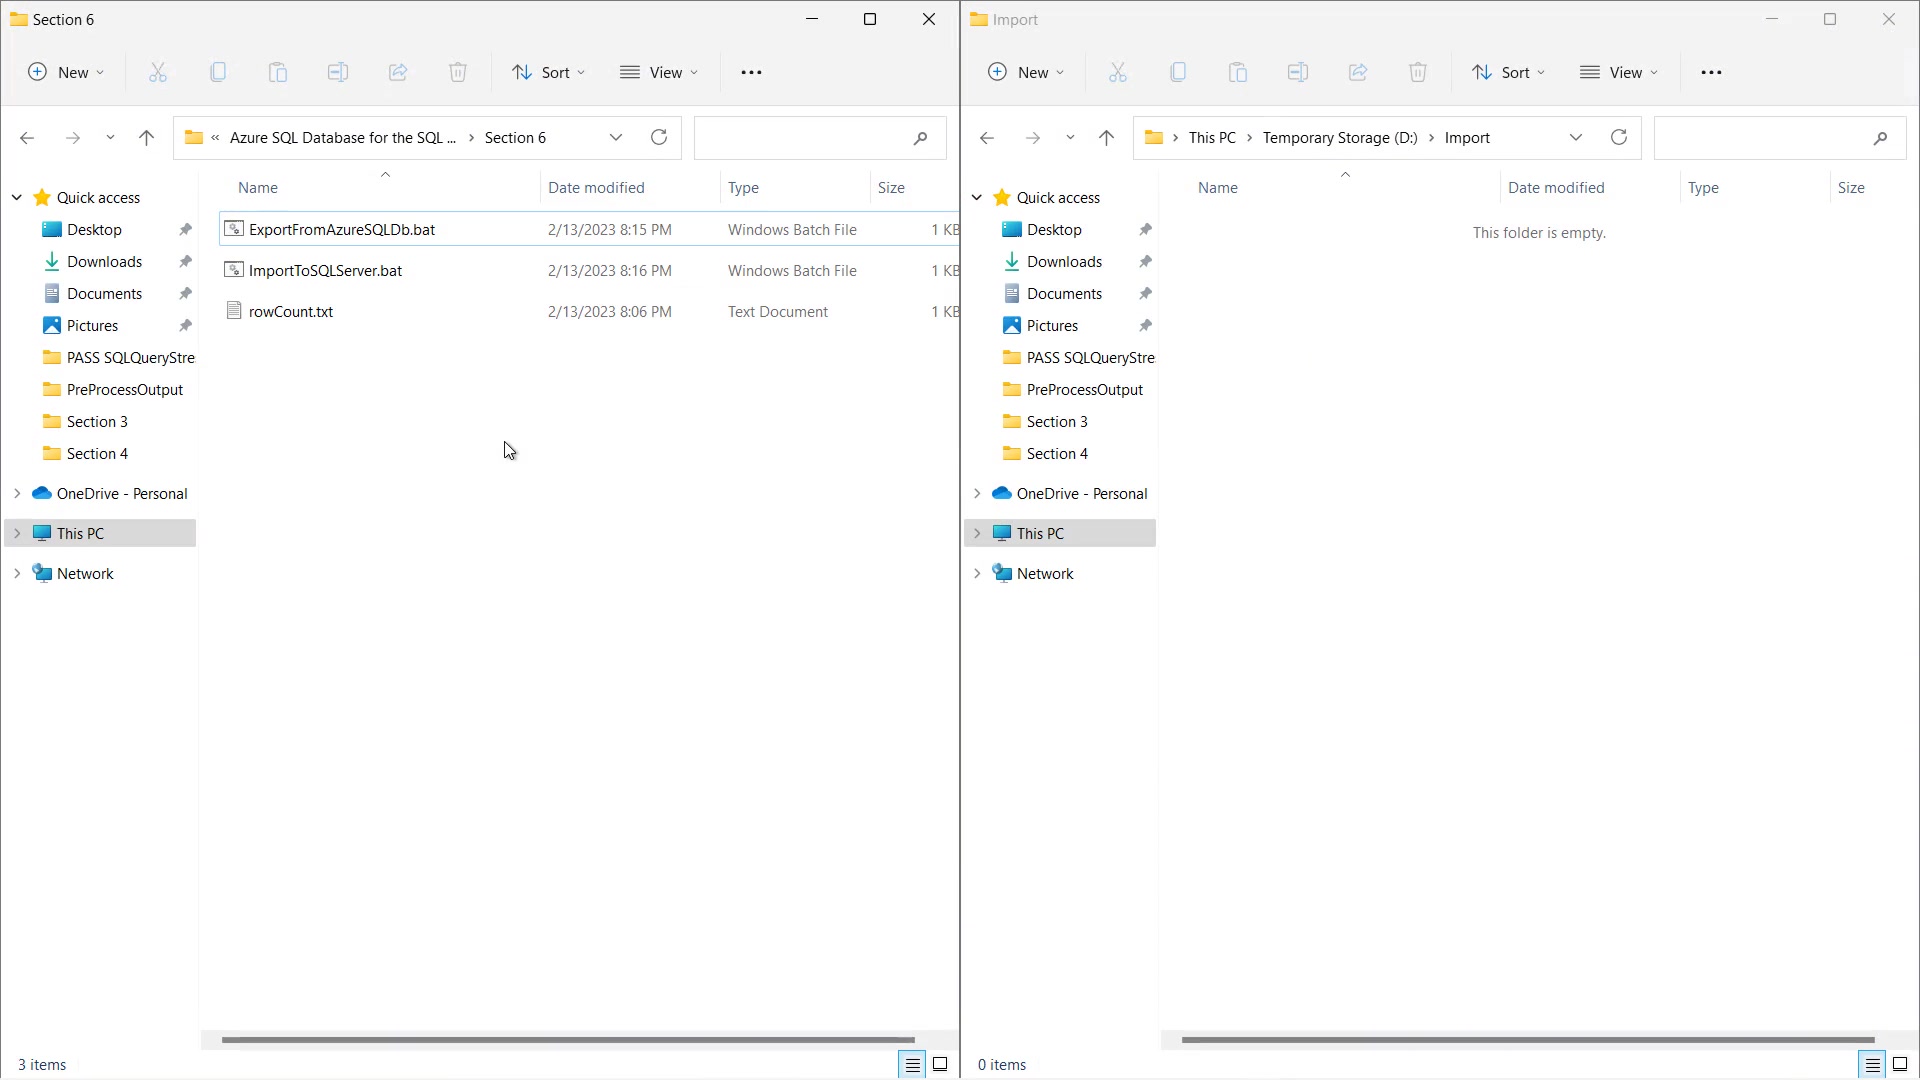 Section 6
New
Sort
View
« Azure SQL Database for the SQL ... > Section 6
Name
Date modified
Type
Size
Quick access
Desktop
Downloads
Documents
Pictures
PASS SQLQueryStre
PreProcessOutput
Section 3
Section 4
OneDrive - Personal
This PC
Network
ExportFromAzureSQLDb.bat 2/13/2023 8:15 PM Windows Batch File 1 KB
ImportToSQLServer.bat 2/13/2023 8:16 PM Windows Batch File 1 KB
rowCount.txt 2/13/2023 8:06 PM Text Document 1 KB
3 items
Import
New
Sort
View
> This PC > Temporary Storage (D:) > Import
Name
Date modified
Type
Size
Quick access
Desktop
Downloads
Documents
Pictures
PASS SQLQueryStre
PreProcessOutput
Section 3
Section 4
OneDrive - Personal
This PC
Network
This folder is empty.
0 items